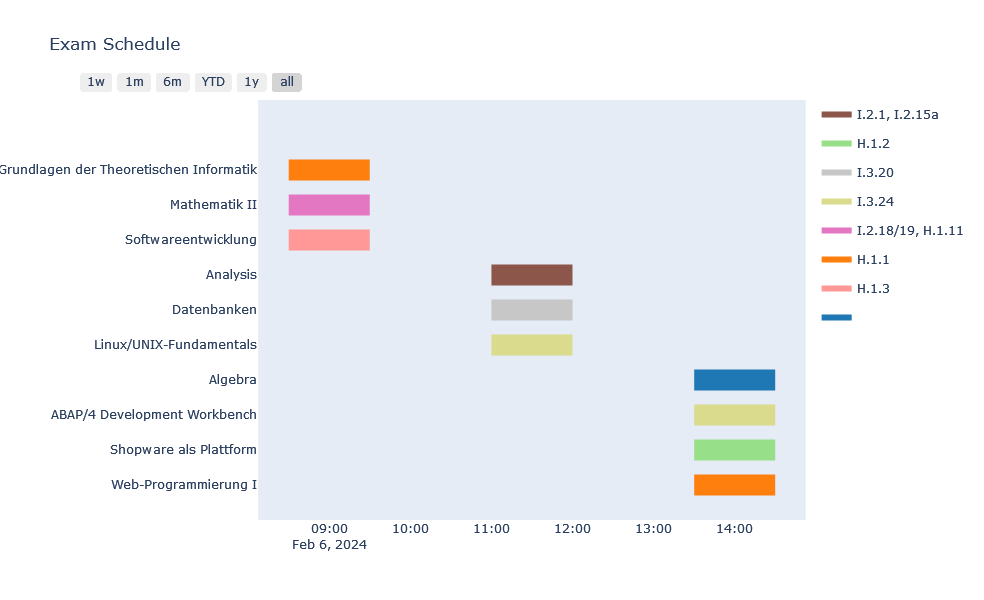 Exam Schedule
1w 1m 6m YTD 1y all
Grundlagen der Theoretischen Informatik
Mathematik II
Softwareentwicklung
Analysis
Datenbanken
Linux/UNIX-Fundamentals
Algebra
ABAP/4 Development Workbench
Shopware als Plattform
Web-Programmierung I
09:00 10:00 11:00 12:00 13:00 14:00
Feb 6, 2024
I.2.1, I.2.15a
H.1.2
I.3.20
I.3.24
I.2.18/19, H.1.11
H.1.1
H.1.3